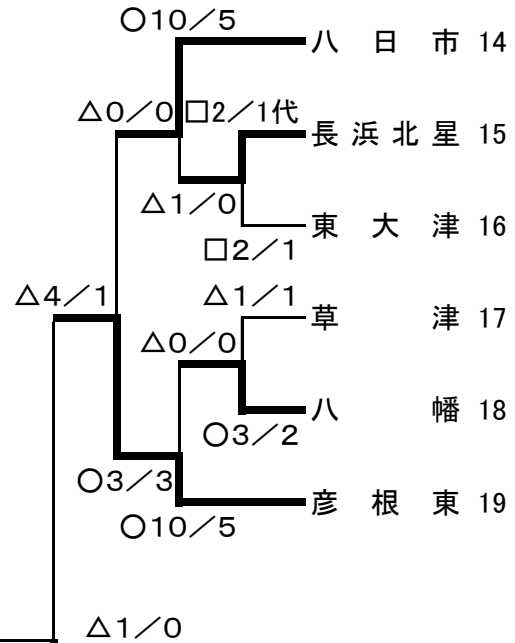 ○10／5
八日市 14
△0／0
□2／1代
長浜北星 15
△1／0
東大津 16
□2／1
△4／1
△1／1
草津 17
△0／0
八幡 18
○3／2
○3／3
彦根東 19
○10／5
△1／0